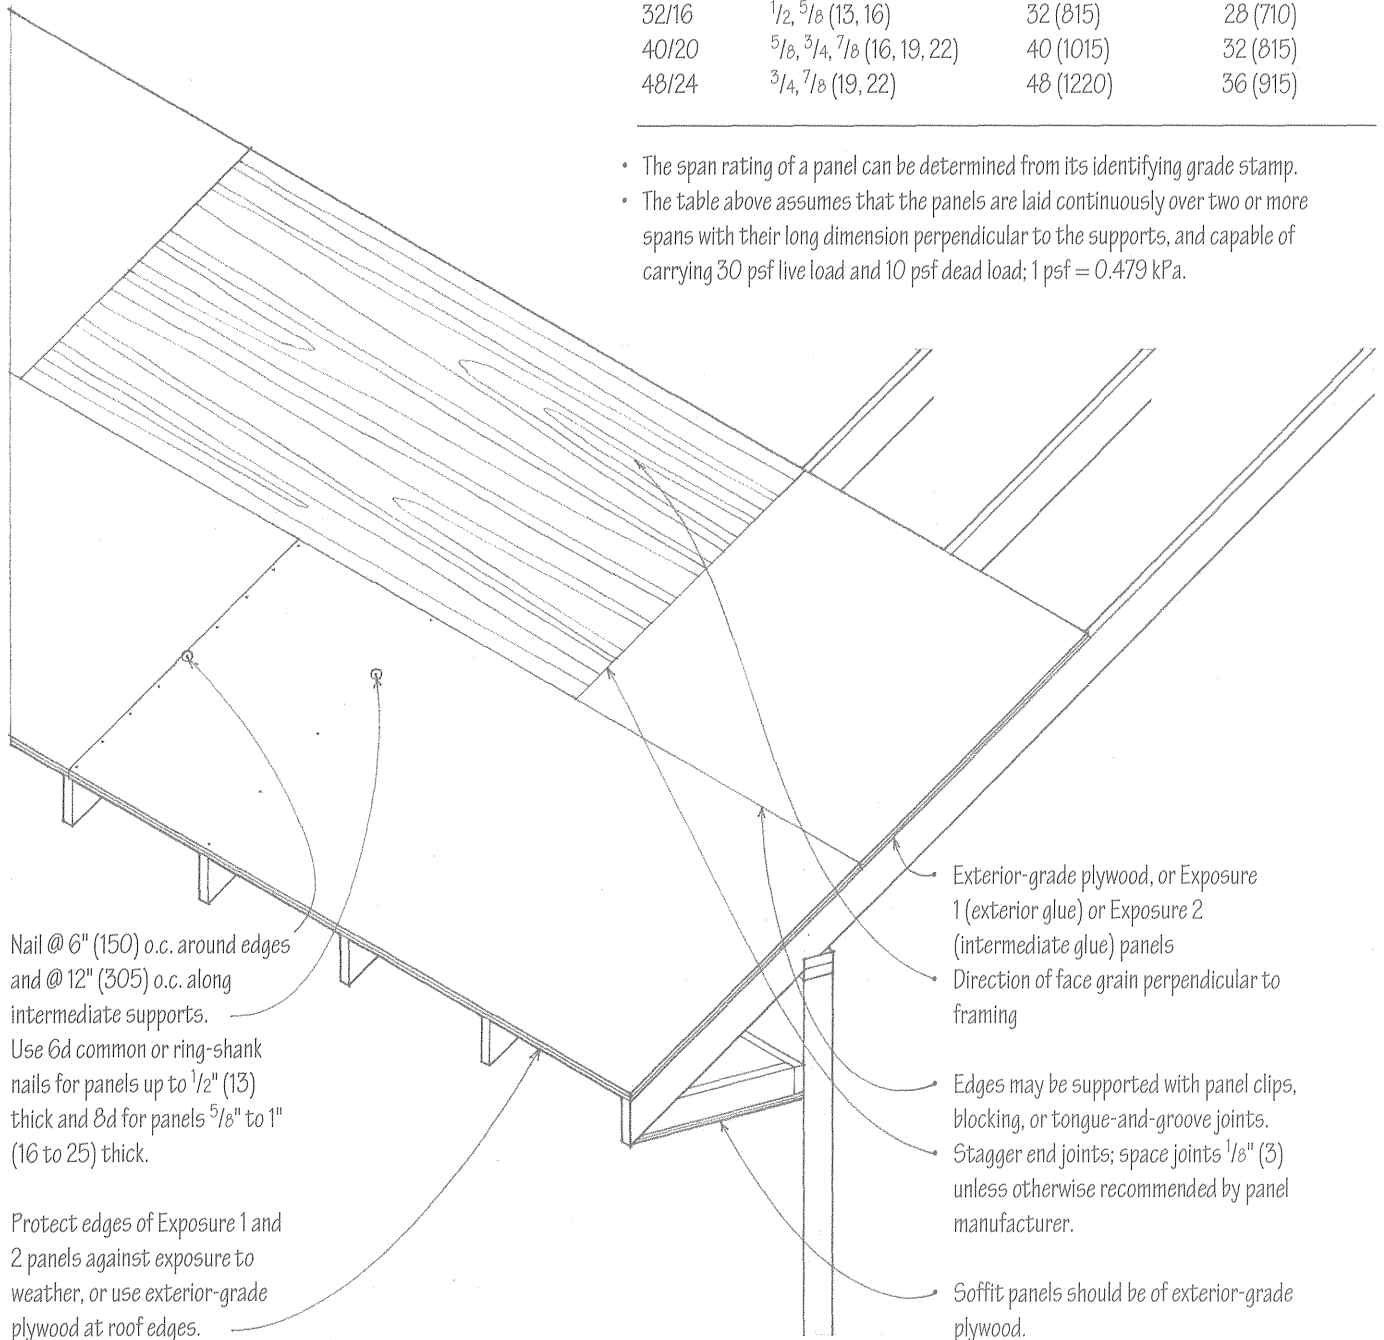 32/16 1/2, 5/8 (13, 16) 32 (815) 28 (710)
40/20 5/8, 3/4, 7/8 (16, 19, 22) 40 (1015) 32 (815)
48/24 3/4, 7/8 (19, 22) 48 (1220) 36 (915)
• The span rating of a panel can be determined from its identifying grade stamp.
• The table above assumes that the panels are laid continuously over two or more
spans with their long dimension perpendicular to the supports, and capable of
carrying 30 psf live load and 10 psf dead load; 1 psf = 0.479 kPa.
Nail @ 6" (150) o.c. around edges
and @ 12" (305) o.c. along
intermediate supports.
Use 6d common or ring-shank
nails for panels up to 1/2" (13)
thick and 8d for panels 5/8" to 1"
(16 to 25) thick.
Protect edges of Exposure 1 and
2 panels against exposure to
weather, or use exterior-grade
plywood at roof edges.
Exterior-grade plywood, or Exposure
1 (exterior glue) or Exposure 2
(intermediate glue) panels
Direction of face grain perpendicular to
framing
Edges may be supported with panel clips,
blocking, or tongue-and-groove joints.
Stagger end joints; space joints 1/8" (3)
unless otherwise recommended by panel
manufacturer.
Soffit panels should be of exterior-grade
plywood.